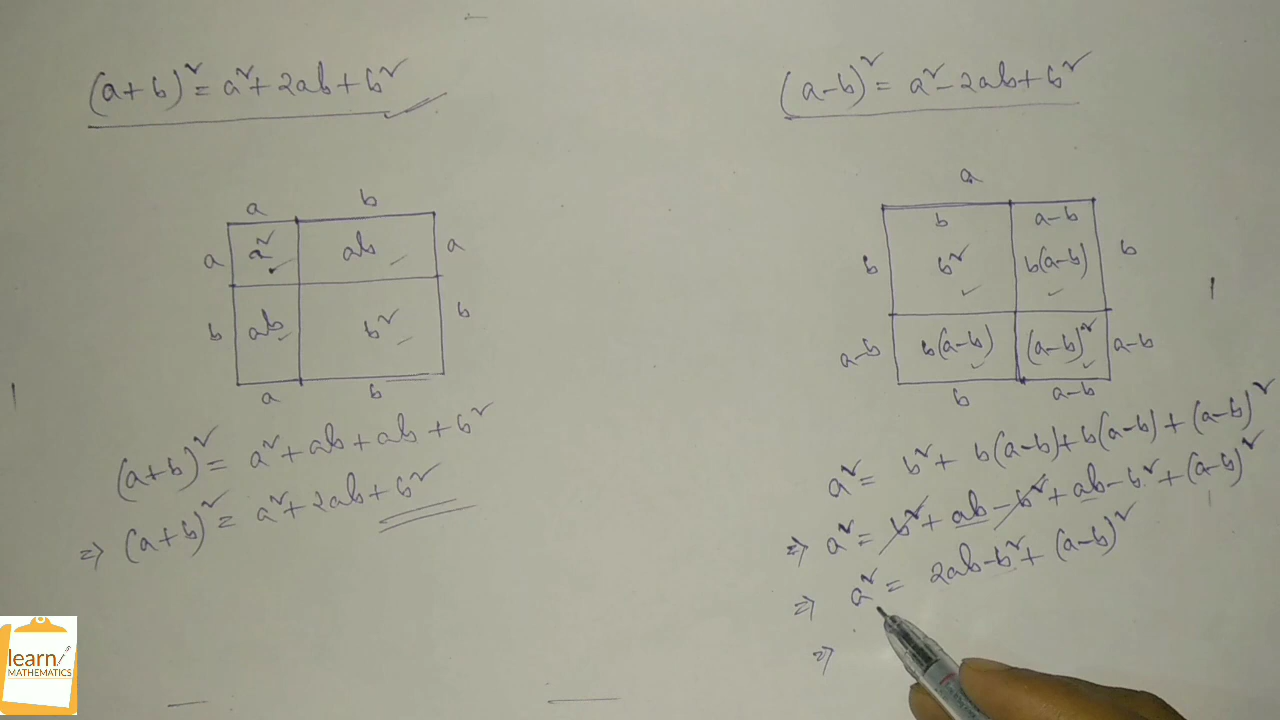 (a+b)² = a²+2ab+b²
a b
a a² ab a
b ab b² b
a b
(a+b)² = a²+ab+ab+b²
=> (a+b)² = a²+2ab+b²
(a-b)² = a²-2ab+b²
a
b a-b
b b² b(a-b) b
a-b b(a-b) (a-b)² a-b
b a-b
a² = b²+b(a-b)+b(a-b)+(a-b)²
=> a² = b²+ab-b²+ab-b²+(a-b)²
=> a² = 2ab-b²+(a-b)²
=>
learn
MATHEMATICS